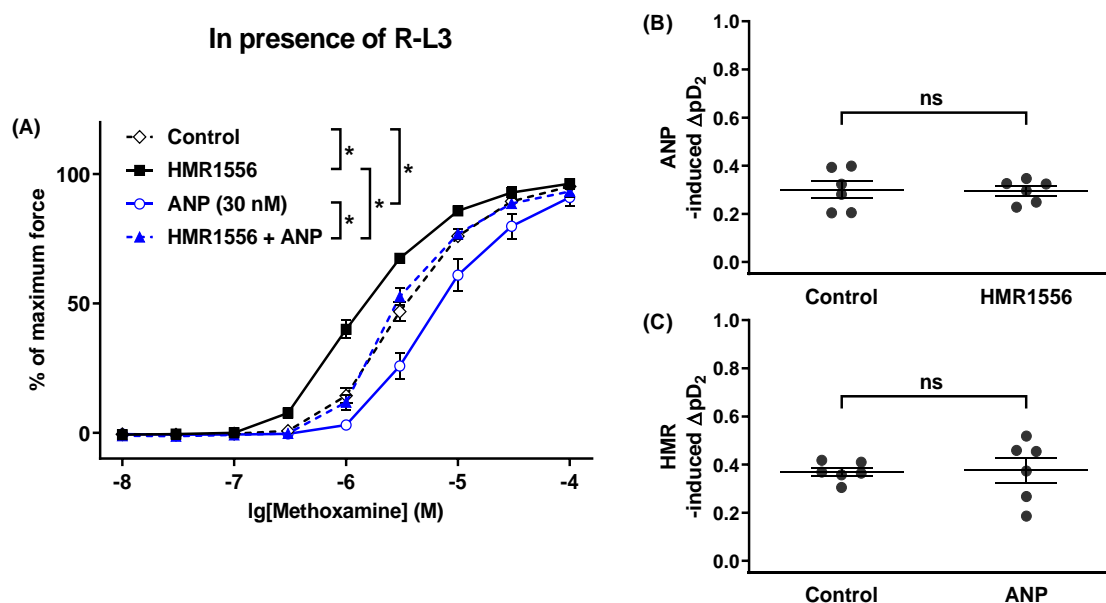 In presence of R-L3
(A)
Control
HMR1556
ANP (30 nM)
HMR1556 + ANP
*
*
*
*
% of maximum force
100
50
0
-8 -7 -6 -5 -4
lg[Methoxamine] (M)
(B)
ANP
-induced ΔpD2
1.0
0.8
0.6
0.4
0.2
0.0
ns
Control HMR1556
(C)
HMR
-induced ΔpD2
1.0
0.8
0.6
0.4
0.2
0.0
ns
Control ANP